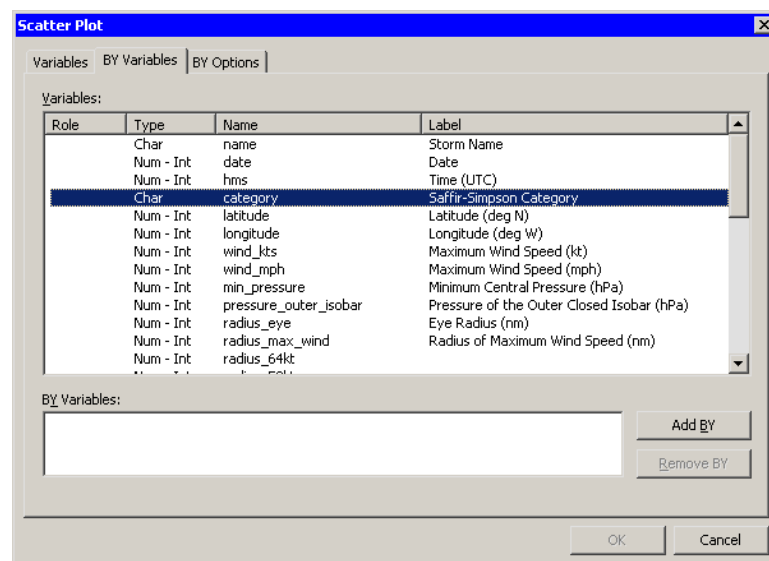 Scatter Plot
Variables BY Variables BY Options
Variables:
Role Type Name Label
Char name Storm Name
Num - Int date Date
Num - Int hms Time (UTC)
Char category Saffir-Simpson Category
Num - Int latitude Latitude (deg N)
Num - Int longitude Longitude (deg W)
Num - Int wind_kts Maximum Wind Speed (kt)
Num - Int wind_mph Maximum Wind Speed (mph)
Num - Int min_pressure Minimum Central Pressure (hPa)
Num - Int pressure_outer_isobar Pressure of the Outer Closed Isobar (hPa)
Num - Int radius_eye Eye Radius (nm)
Num - Int radius_max_wind Radius of Maximum Wind Speed (nm)
Num - Int radius_64kt
BY Variables:
Add BY
Remove BY
OK Cancel